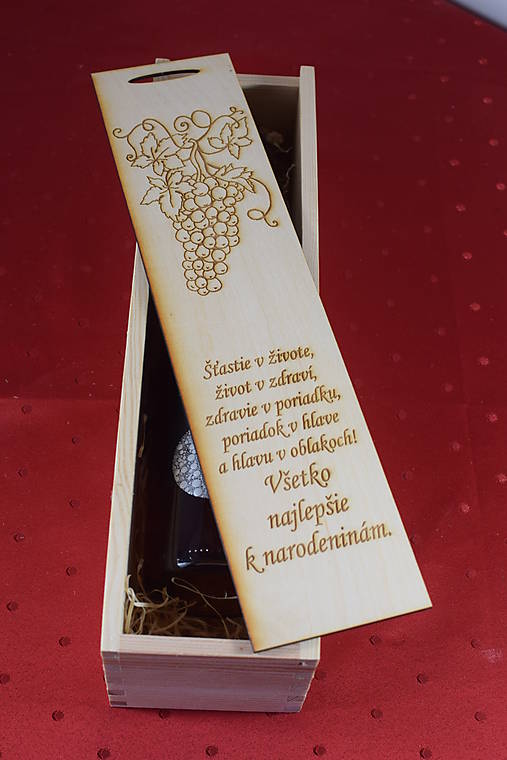 Šťastie v živote,
život v zdraví,
zdravie v poriadku,
poriadok v hlave
a hlavu v oblakoch!
Všetko
najlepšie
k narodeninám.